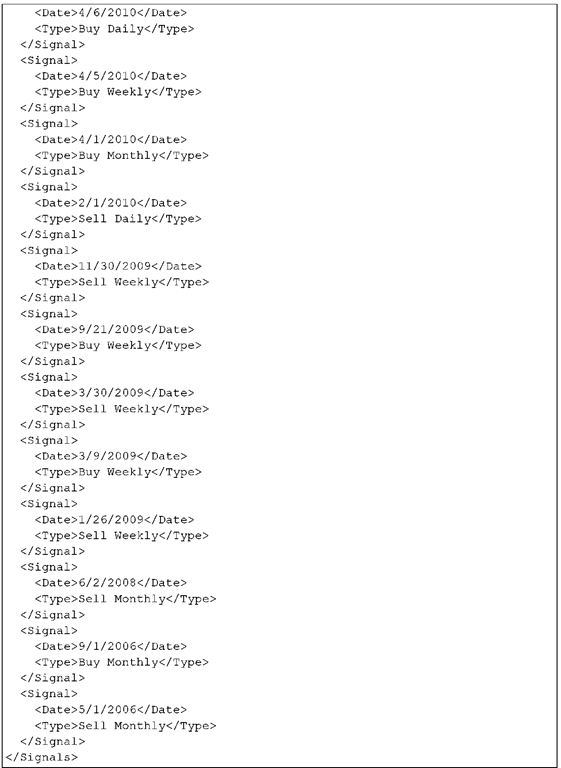 <Date>4/6/2010</Date>
<Type>Buy Daily</Type>
</Signal>
<Signal>
<Date>4/5/2010</Date>
<Type>Buy Weekly</Type>
</Signal>
<Signal>
<Date>4/1/2010</Date>
<Type>Buy Monthly</Type>
</Signal>
<Signal>
<Date>2/1/2010</Date>
<Type>Sell Daily</Type>
</Signal>
<Signal>
<Date>11/30/2009</Date>
<Type>Sell Weekly</Type>
</Signal>
<Signal>
<Date>9/21/2009</Date>
<Type>Buy Weekly</Type>
</Signal>
<Signal>
<Date>3/30/2009</Date>
<Type>Sell Weekly</Type>
</Signal>
<Signal>
<Date>3/9/2009</Date>
<Type>Buy Weekly</Type>
</Signal>
<Signal>
<Date>1/26/2009</Date>
<Type>Sell Weekly</Type>
</Signal>
<Signal>
<Date>6/2/2008</Date>
<Type>Sell Monthly</Type>
</Signal>
<Signal>
<Date>9/1/2006</Date>
<Type>Buy Monthly</Type>
</Signal>
<Signal>
<Date>5/1/2006</Date>
<Type>Sell Monthly</Type>
</Signal>
</Signals>